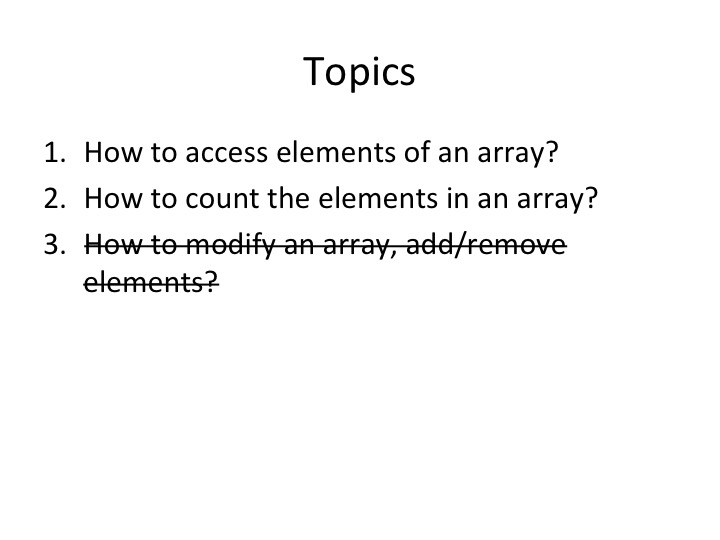 Topics
1. How to access elements of an array?
2. How to count the elements in an array?
3. How to modify an array, add/remove
elements?